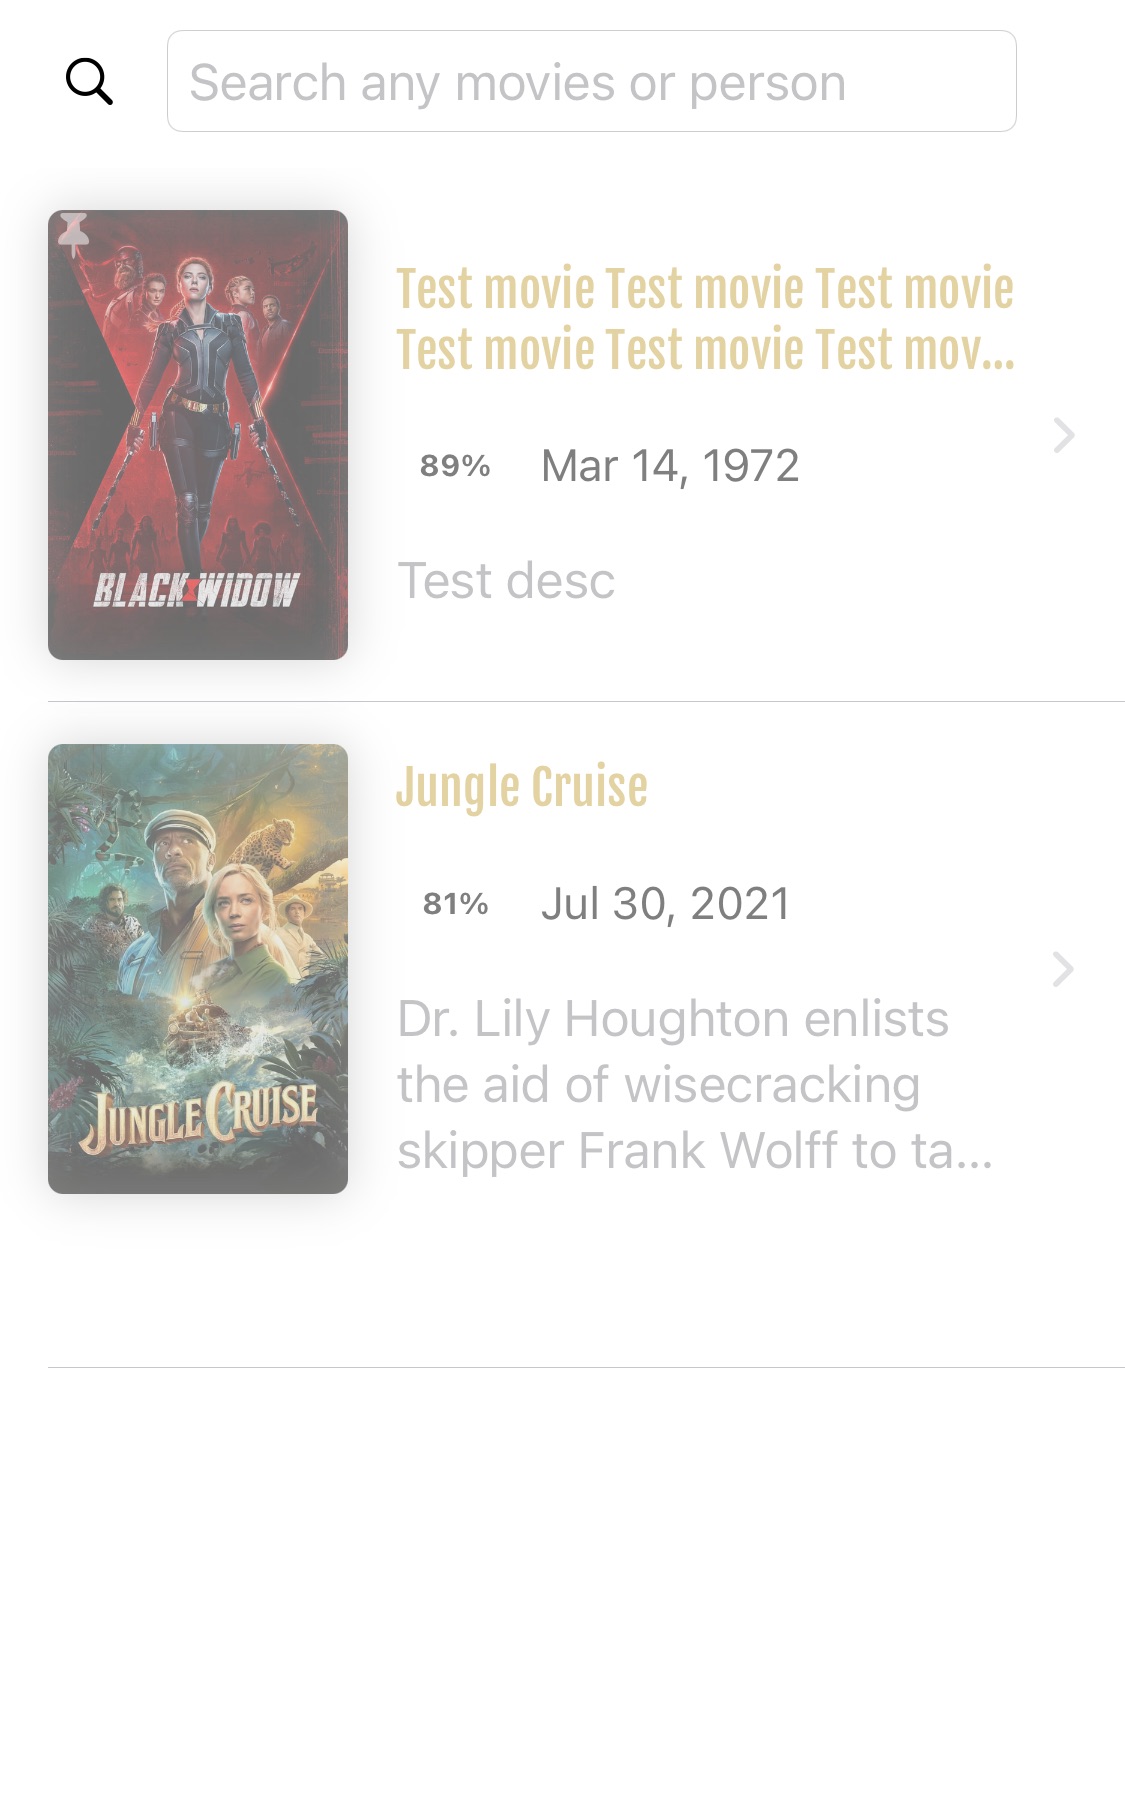 Search any movies or person
Test movie Test movie Test movie
Test movie Test movie Test mov...
89%
Mar 14, 1972
Test desc
BLACK WIDOW
Jungle Cruise
81%
Jul 30, 2021
Dr. Lily Houghton enlists
the aid of wisecracking
skipper Frank Wolff to ta...
JUNGLE CRUISE